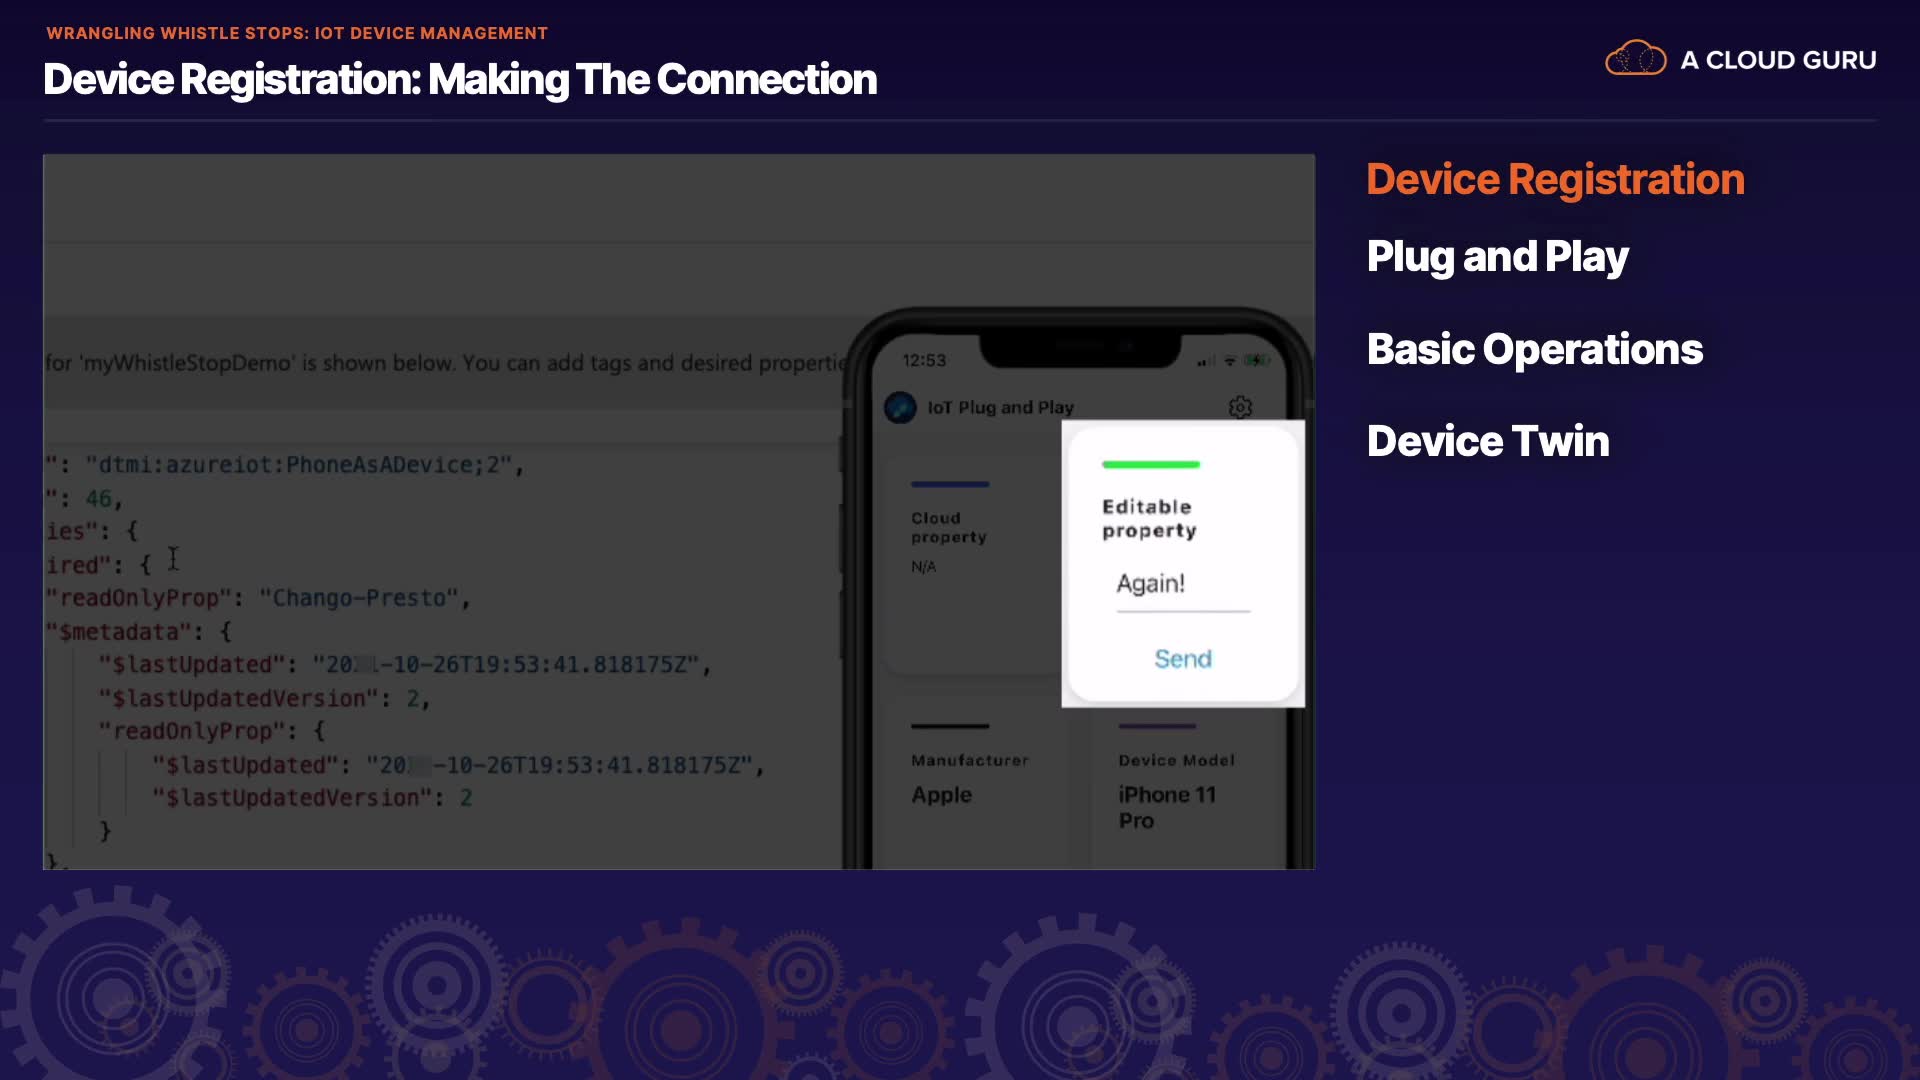 WRANGLING WHISTLE STOPS: IOT DEVICE MANAGEMENT
Device Registration: Making The Connection
A CLOUD GURU
Device Registration
Plug and Play
Basic Operations
Device Twin
for 'myWhistleStopDemo' is shown below. You can add tags and desired propertie
": "dtmi:azureiot:PhoneAsADevice;2",
": 46,
ies": {
ired": {
"readOnlyProp": "Chango-Presto",
"$metadata": {
"$lastUpdated": "20 -10-26T19:53:41.818175Z",
"$lastUpdatedVersion": 2,
"readOnlyProp": {
"$lastUpdated": "20 -10-26T19:53:41.818175Z",
"$lastUpdatedVersion": 2
}
},
12:53
IoT Plug and Play
Cloud
property
N/A
Editable
property
Again!
Send
Manufacturer
Apple
Device Model
iPhone 11
Pro